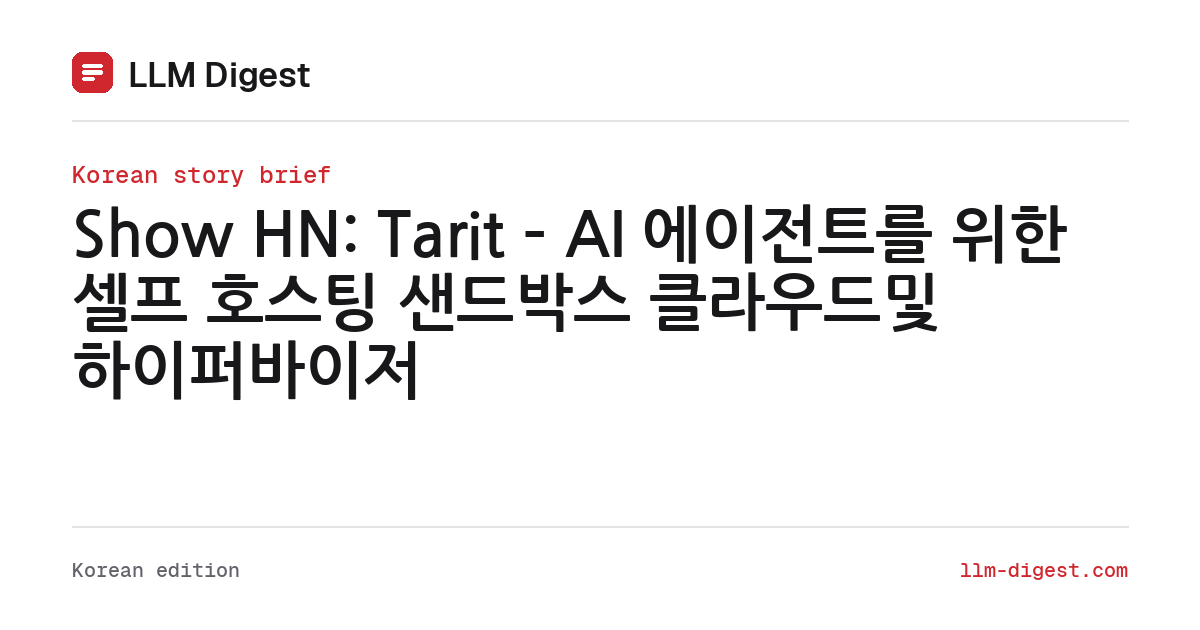 LLM Digest
Korean story brief
Show HN: Tarit - AI 에이전트를 위한
셀프 호스팅 샌드박스 클라우드및
하이퍼바이저
Korean edition
llm-digest.com